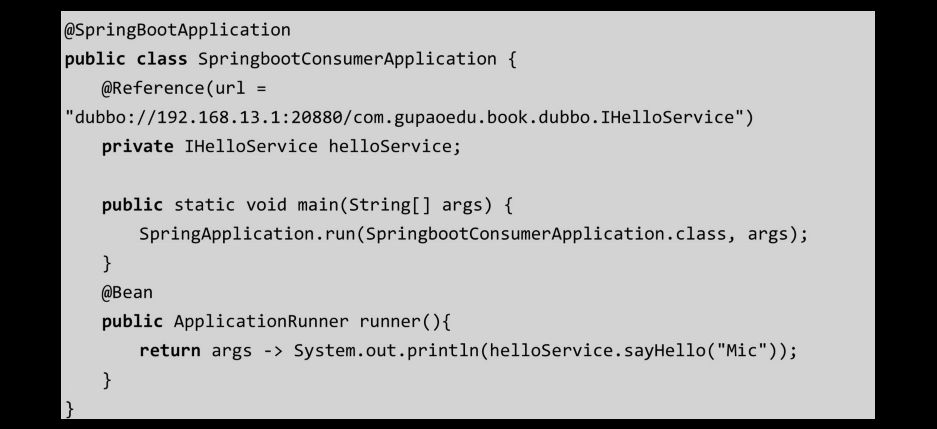 @SpringBootApplication
public class SpringbootConsumerApplication {
@Reference(url =
"dubbo://192.168.13.1:20880/com.gupaoedu.book.dubbo.IHelloService")
private IHelloService helloService;
public static void main(String[] args) {
SpringApplication.run(SpringbootConsumerApplication.class, args);
}
@Bean
public ApplicationRunner runner(){
return args -> System.out.println(helloService.sayHello("Mic"));
}
}